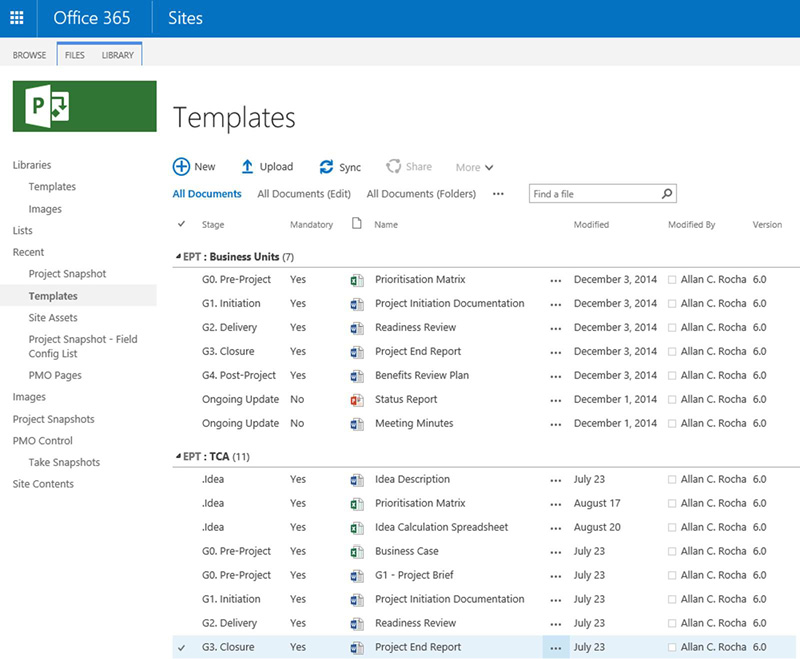 Office 365 Sites
BROWSE FILES LIBRARY
P
Templates
Libraries
Templates
Images
Lists
Recent
Project Snapshot
Templates
Site Assets
Project Snapshot - Field
Config List
PMO Pages
Images
Project Snapshots
PMO Control
Take Snapshots
Site Contents
New Upload Sync Share More
All Documents All Documents (Edit) All Documents (Folders) ••• Find a file
Stage Mandatory Name Modified Modified By Version
EPT : Business Units (7)
G0. Pre-Project Yes Prioritisation Matrix ... December 3, 2014 Allan C. Rocha 6.0
G1. Initiation Yes Project Initiation Documentation ... December 3, 2014 Allan C. Rocha 6.0
G2. Delivery Yes Readiness Review ... December 3, 2014 Allan C. Rocha 6.0
G3. Closure Yes Project End Report ... December 3, 2014 Allan C. Rocha 6.0
G4. Post-Project Yes Benefits Review Plan ... December 3, 2014 Allan C. Rocha 6.0
Ongoing Update No Status Report ... December 1, 2014 Allan C. Rocha 6.0
Ongoing Update No Meeting Minutes ... December 1, 2014 Allan C. Rocha 6.0
EPT : TCA (11)
.Idea Yes Idea Description ... July 23 Allan C. Rocha 6.0
.Idea Yes Prioritisation Matrix ... August 17 Allan C. Rocha 6.0
.Idea Yes Idea Calculation Spreadsheet ... August 20 Allan C. Rocha 6.0
G0. Pre-Project Yes Business Case ... July 23 Allan C. Rocha 6.0
G0. Pre-Project Yes G1 - Project Brief ... July 23 Allan C. Rocha 6.0
G1. Initiation Yes Project Initiation Documentation ... July 23 Allan C. Rocha 6.0
G2. Delivery Yes Readiness Review ... July 23 Allan C. Rocha 6.0
G3. Closure Yes Project End Report ... July 23 Allan C. Rocha 6.0